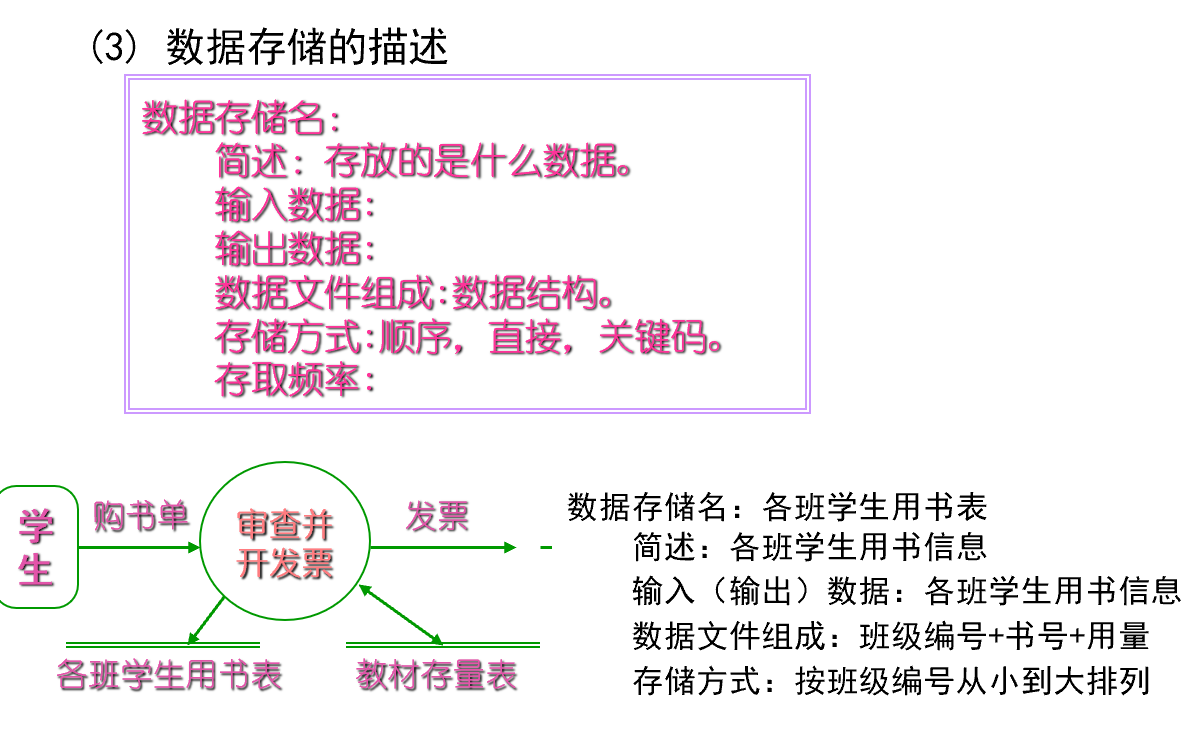 (3) 数据存储的描述
数据存储名:
简述: 存放的是什么数据。
输入数据:
输出数据:
数据文件组成:数据结构。
存储方式:顺序，直接，关键码。
存取频率:
学
生
购书单
审查并
开发票
发票
各班学生用书表
教材存量表
数据存储名：各班学生用书表
简述：各班学生用书信息
输入（输出）数据：各班学生用书信息
数据文件组成：班级编号+书号+用量
存储方式：按班级编号从小到大排列